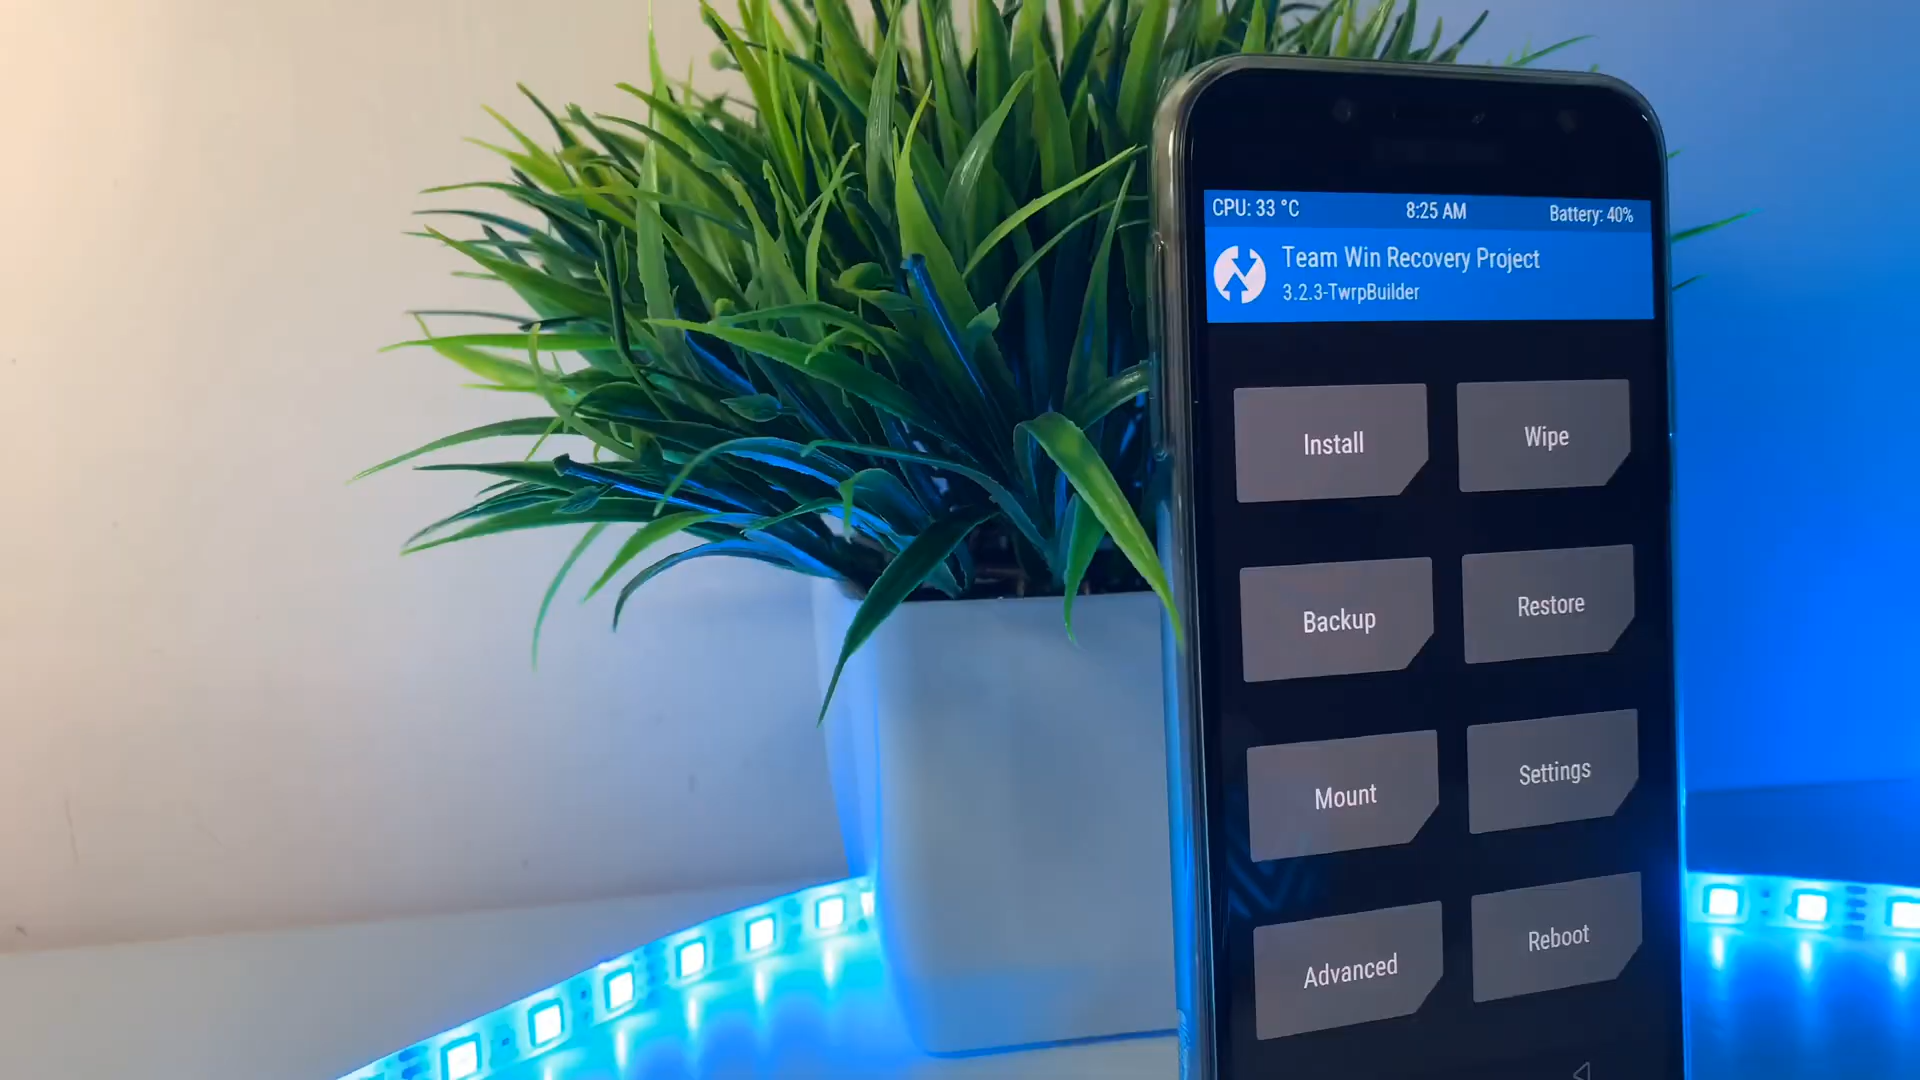 CPU: 33 °C 8:25 AM Battery: 40%
Team Win Recovery Project
3.2.3-TwrpBuilder
Install Wipe
Backup Restore
Mount Settings
Advanced Reboot